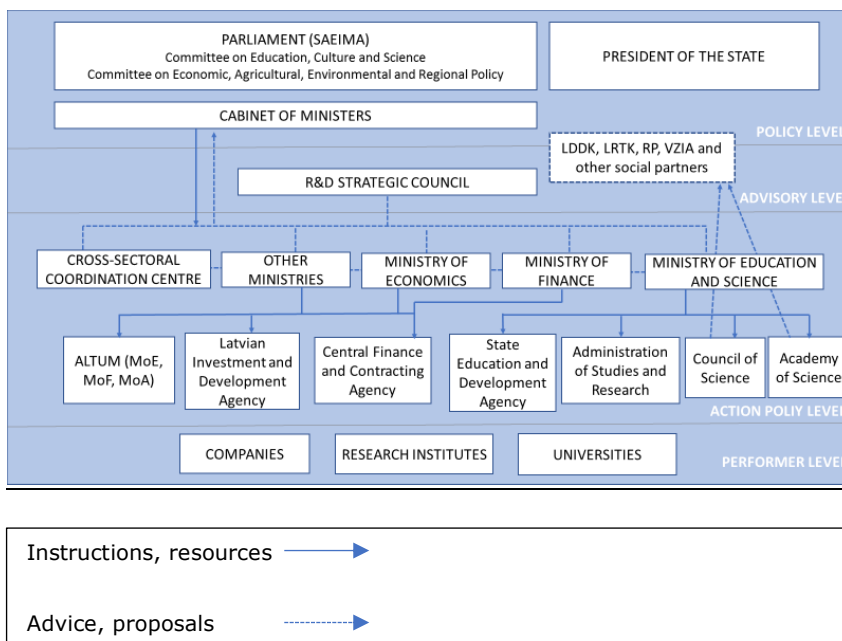 PARLIAMENT (SAEIMA)
Committee on Education, Culture and Science
Committee on Economic, Agricultural, Environmental and Regional Policy
PRESIDENT OF THE STATE
CABINET OF MINISTERS
POLICY LEVEL
LDDK, LRTK, RP, VZIA and
other social partners
R&D STRATEGIC COUNCIL
ADVISORY LEVEL
CROSS-SECTORAL
COORDINATION CENTRE
OTHER
MINISTRIES
MINISTRY OF
ECONOMICS
MINISTRY OF
FINANCE
MINISTRY OF EDUCATION
AND SCIENCE
ALTUM (MoE,
MoF, MoA)
Latvian
Investment and
Development
Agency
Central Finance
and Contracting
Agency
State
Education and
Development
Agency
Administration
of Studies and
Research
Council of
Science
Academy
of Science
ACTION POLIY LEVEL
COMPANIES
RESEARCH INSTITUTES
UNIVERSITIES
PERFORMER LEVEL
Instructions, resources
Advice, proposals